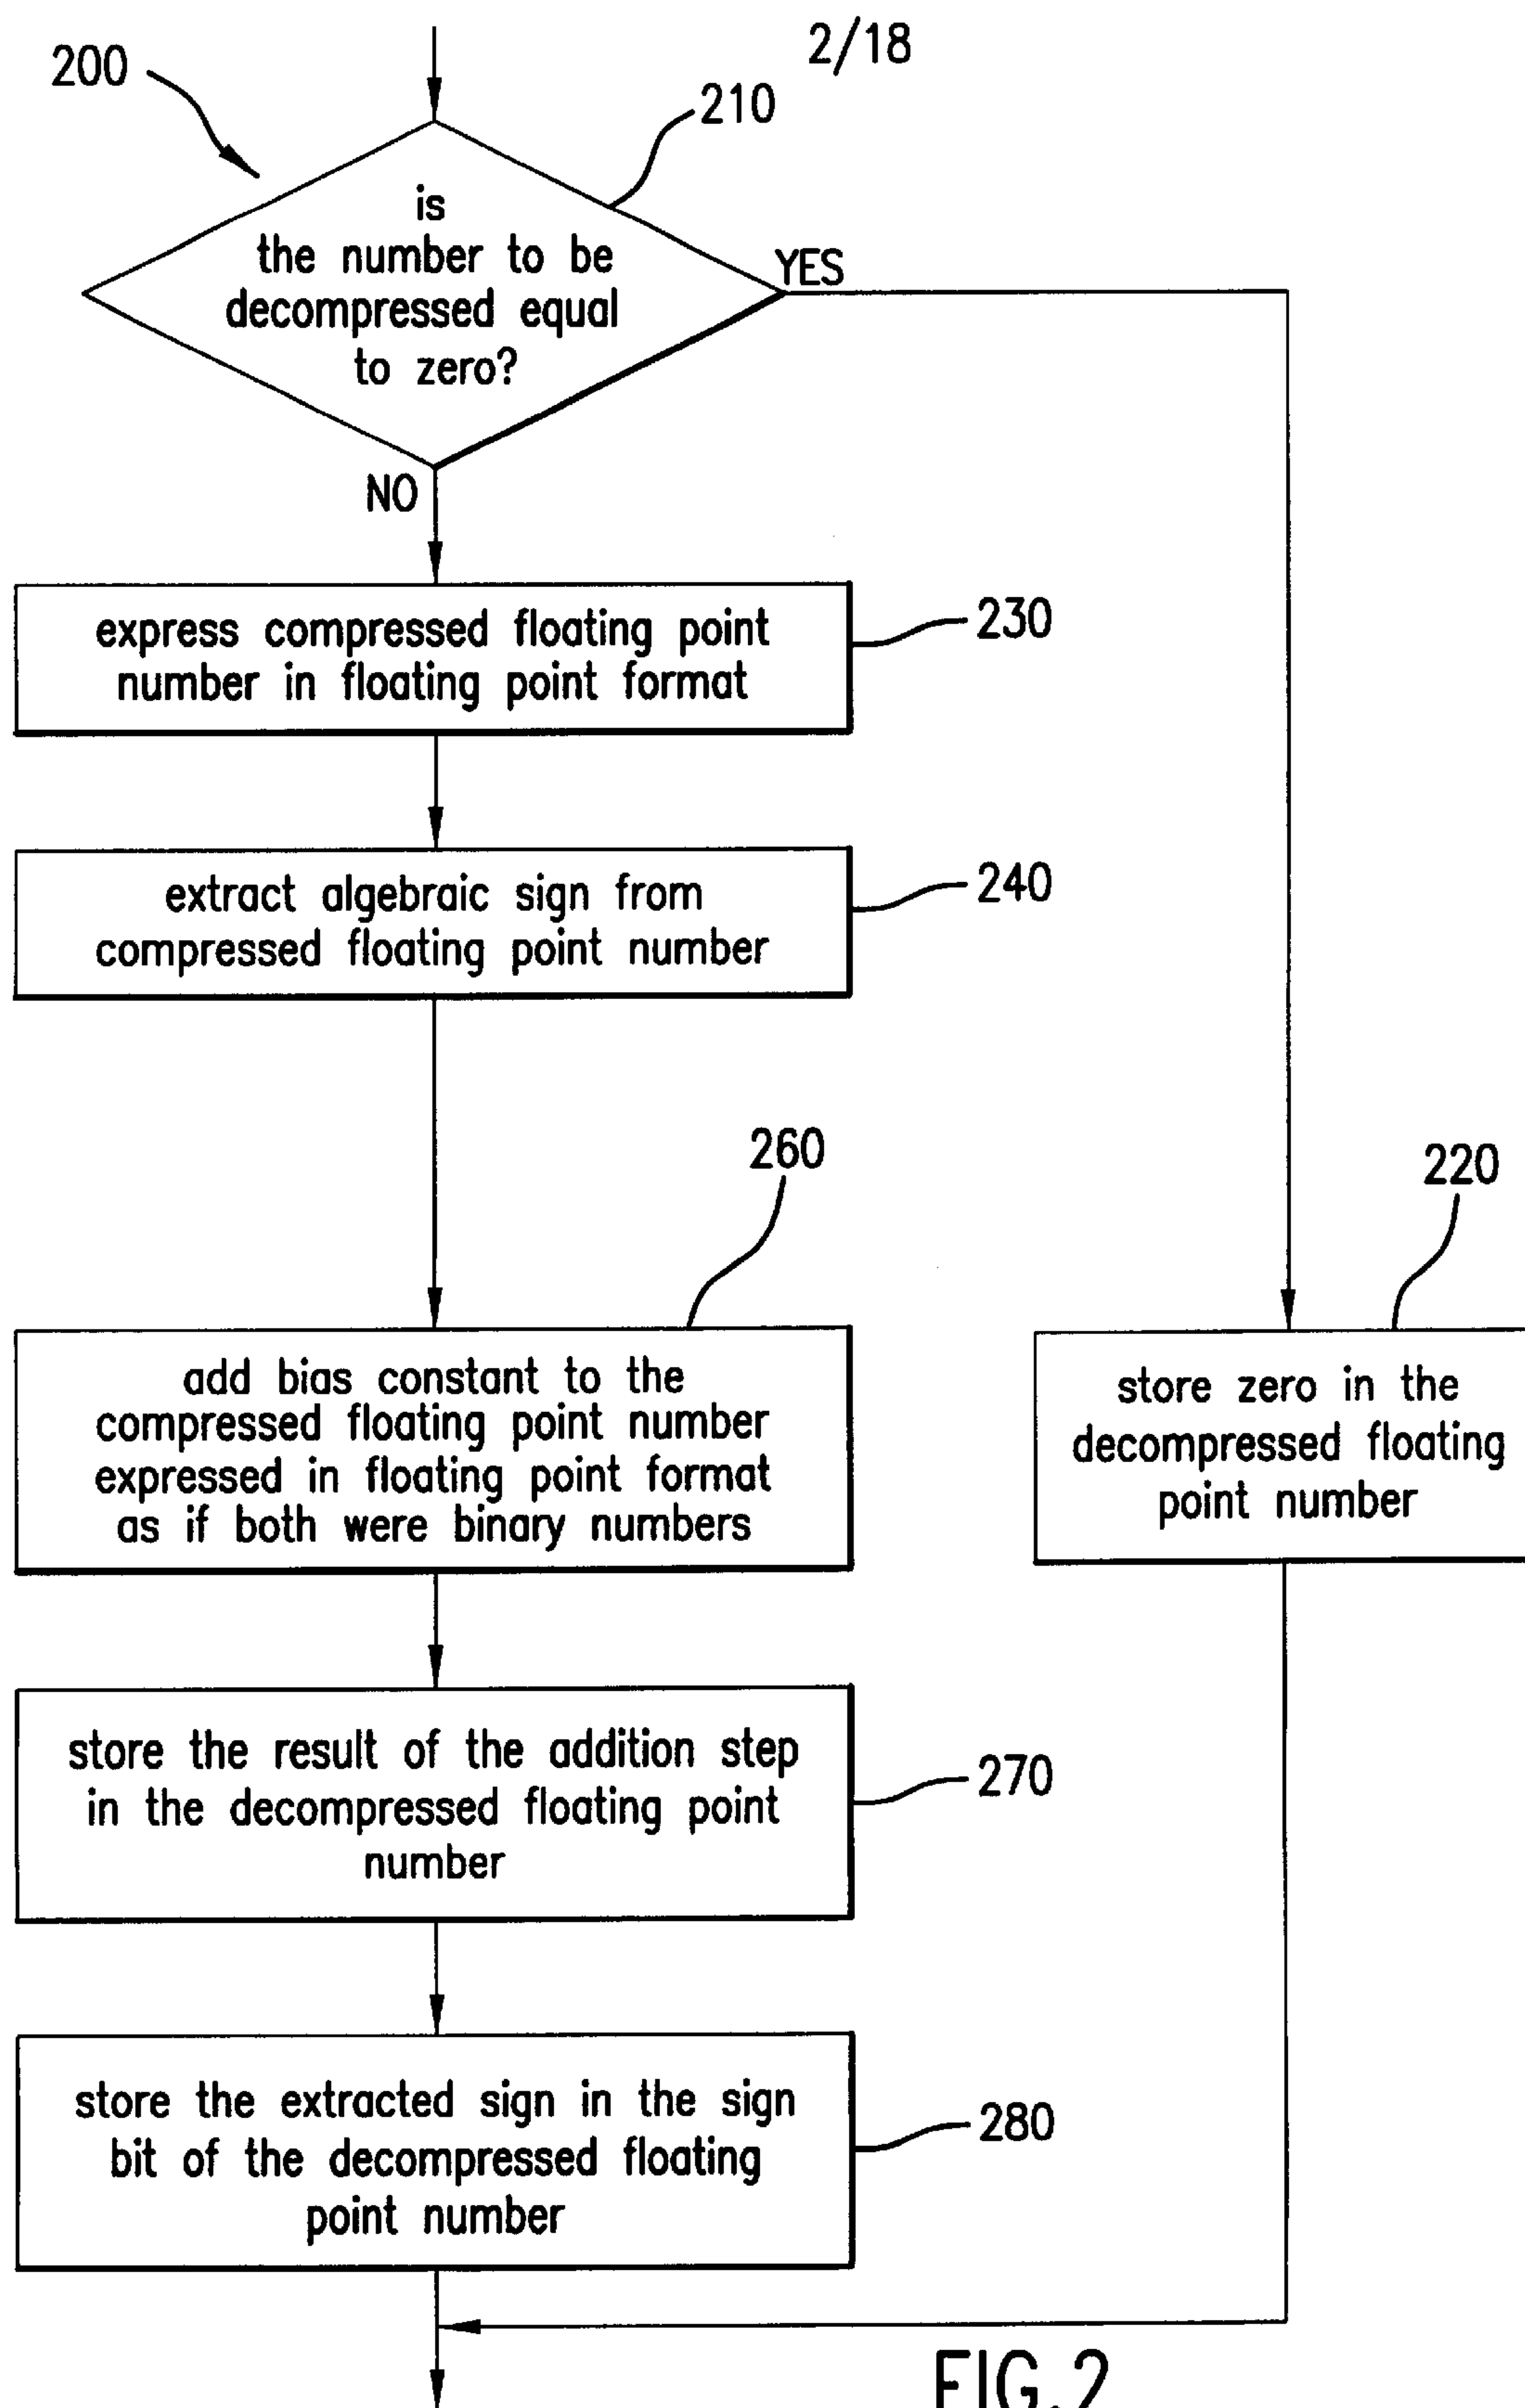 2/18
200
210
is
the number to be
decompressed equal
to zero?
YES
NO
express compressed floating point
number in floating point format
230
extract algebraic sign from
compressed floating point number
240
260
220
add bias constant to the
compressed floating point number
expressed in floating point format
as if both were binary numbers
store zero in the
decompressed floating
point number
store the result of the addition step
in the decompressed floating point
number
270
store the extracted sign in the sign
bit of the decompressed floating
point number
280
FIG.2